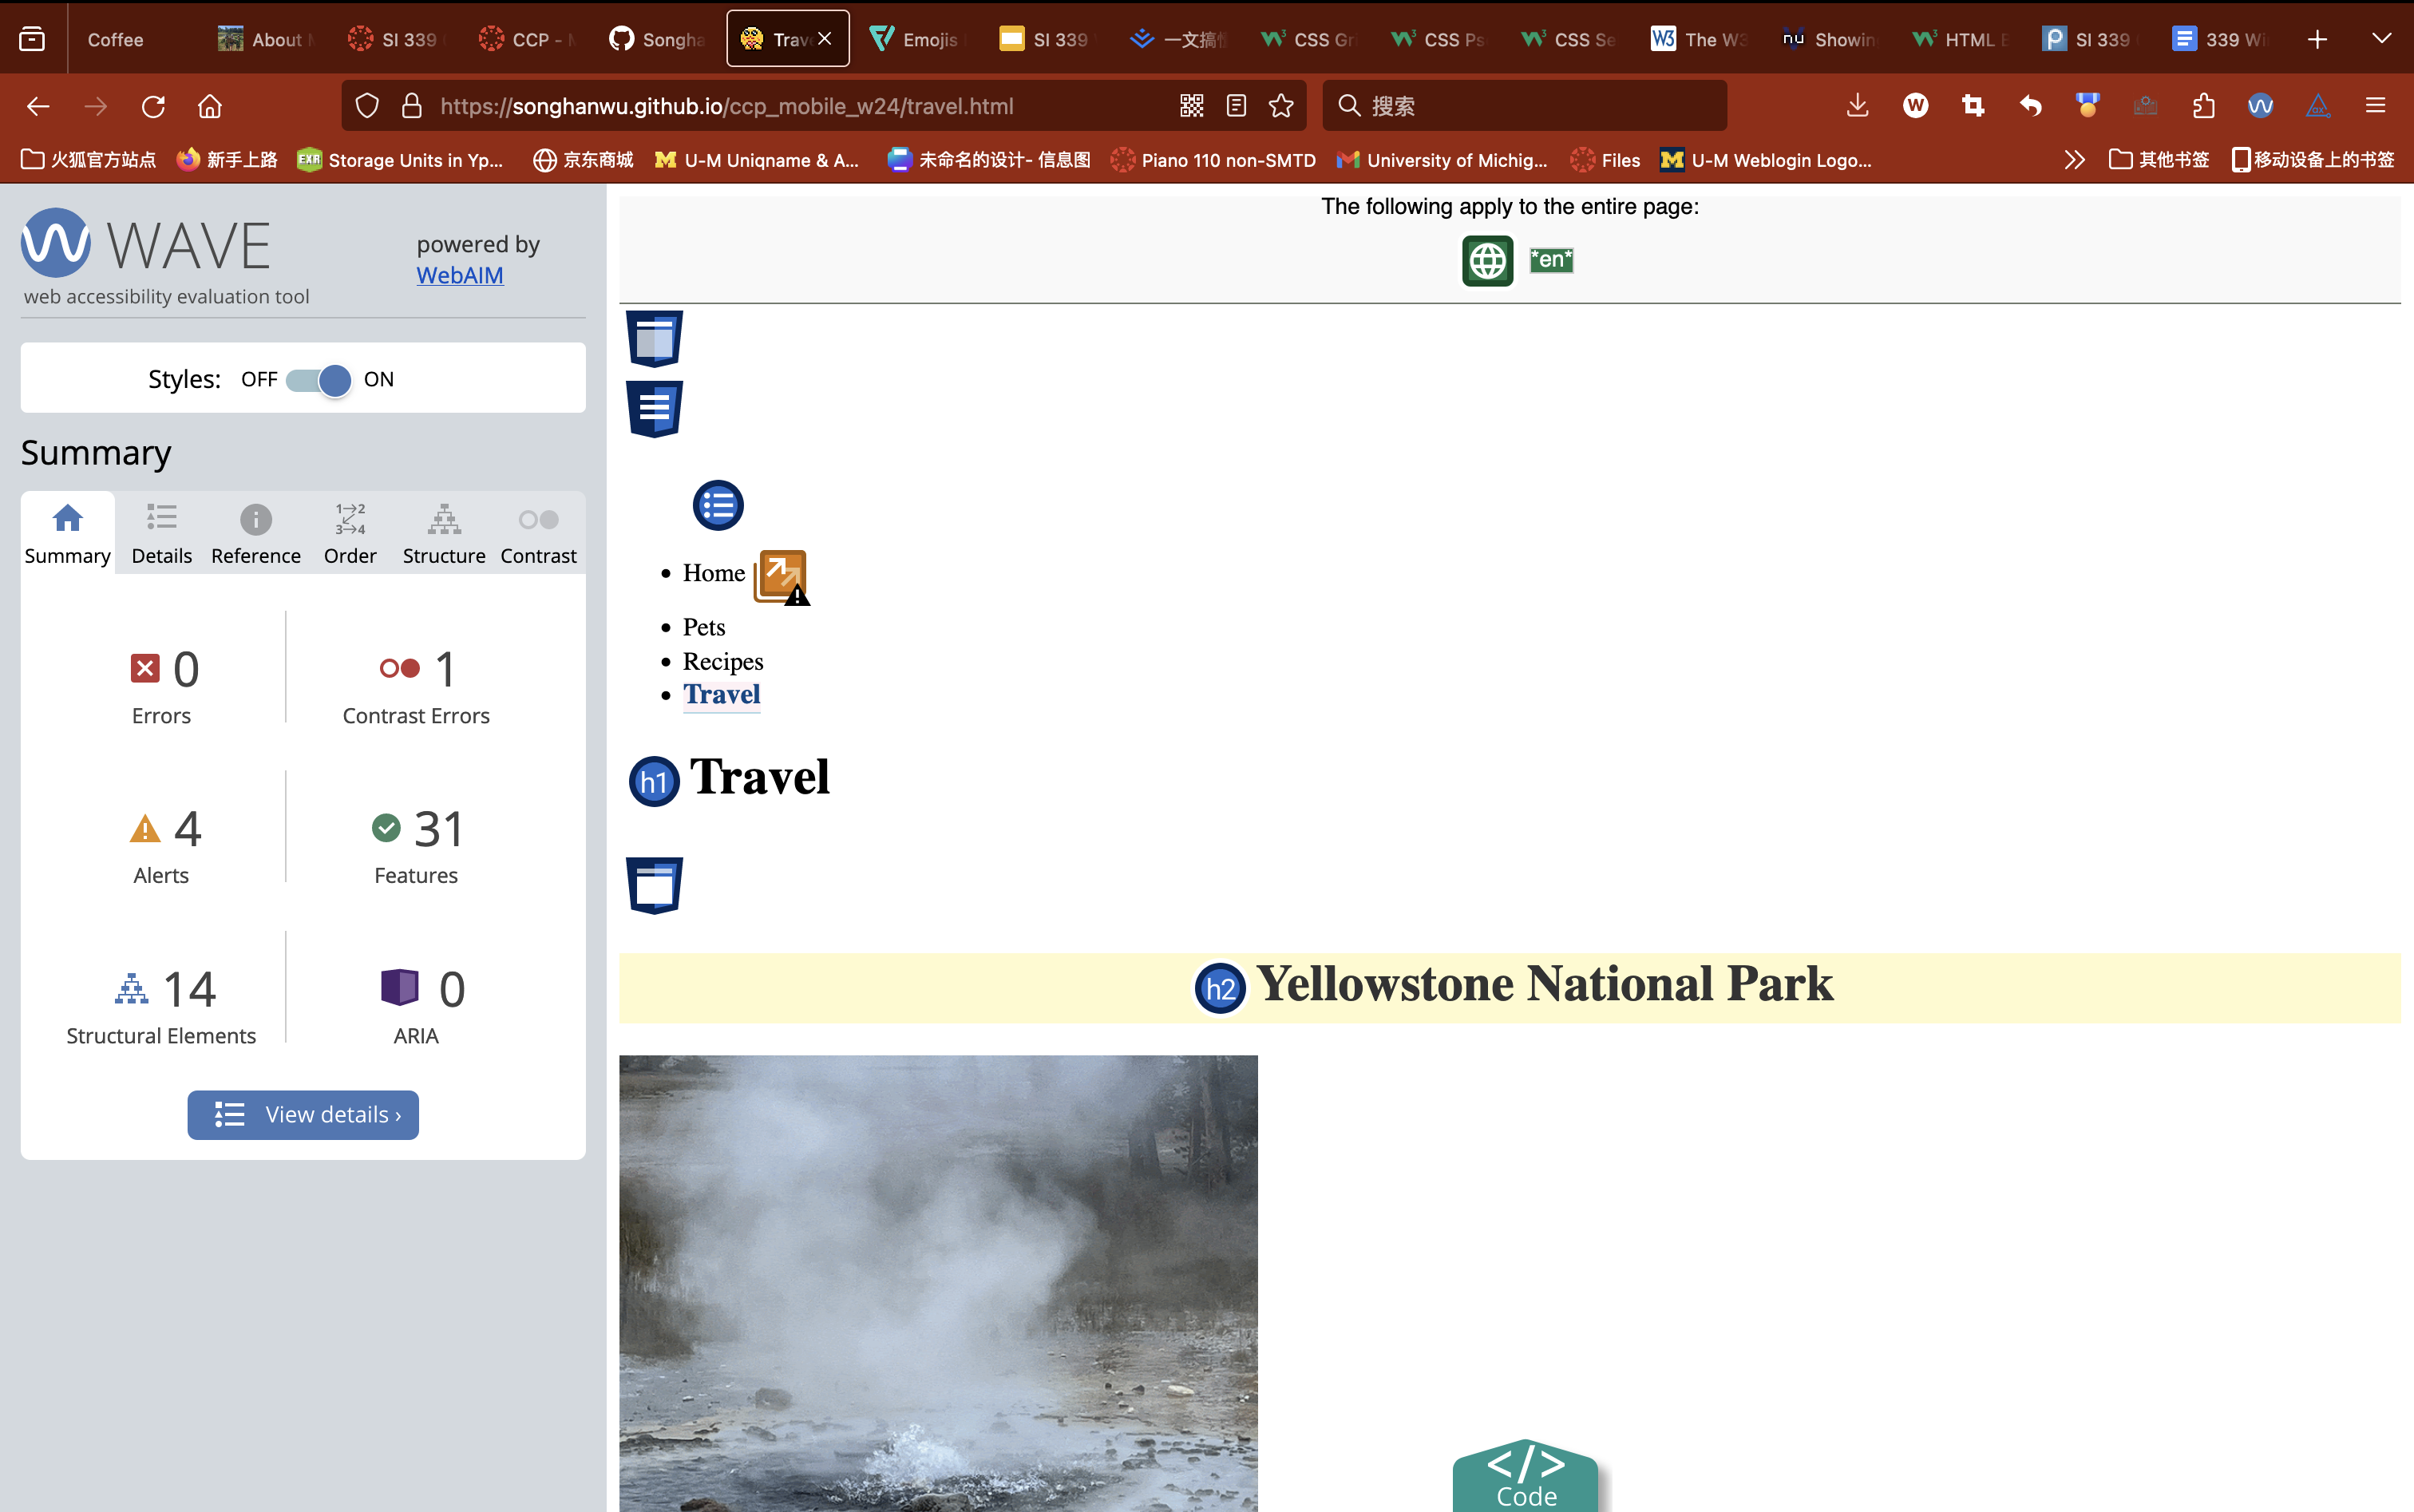 Coffee
About
SI 339
CCP -
Songha
Trav
Emojis
SI 339
一文搞
CSS Gr
CSS Ps
CSS Se
The W3
Showin
HTML E
SI 339
339 Wi
https://songhanwu.github.io/ccp_mobile_w24/travel.html
搜索
火狐官方站点
新手上路
EXR Storage Units in Yp...
京东商城
U-M Uniqname & A...
未命名的设计- 信息图
Piano 110 non-SMTD
University of Michig...
Files
U-M Weblogin Logo...
其他书签
移动设备上的书签
WAVE
powered by
WebAIM
web accessibility evaluation tool
Styles: OFF ON
Summary
Summary Details Reference Order Structure Contrast
0
Errors
1
Contrast Errors
4
Alerts
31
Features
14
Structural Elements
0
ARIA
View details ›
The following apply to the entire page:
*en*
Home
Pets
Recipes
Travel
h1 Travel
h2 Yellowstone National Park
</>
Code